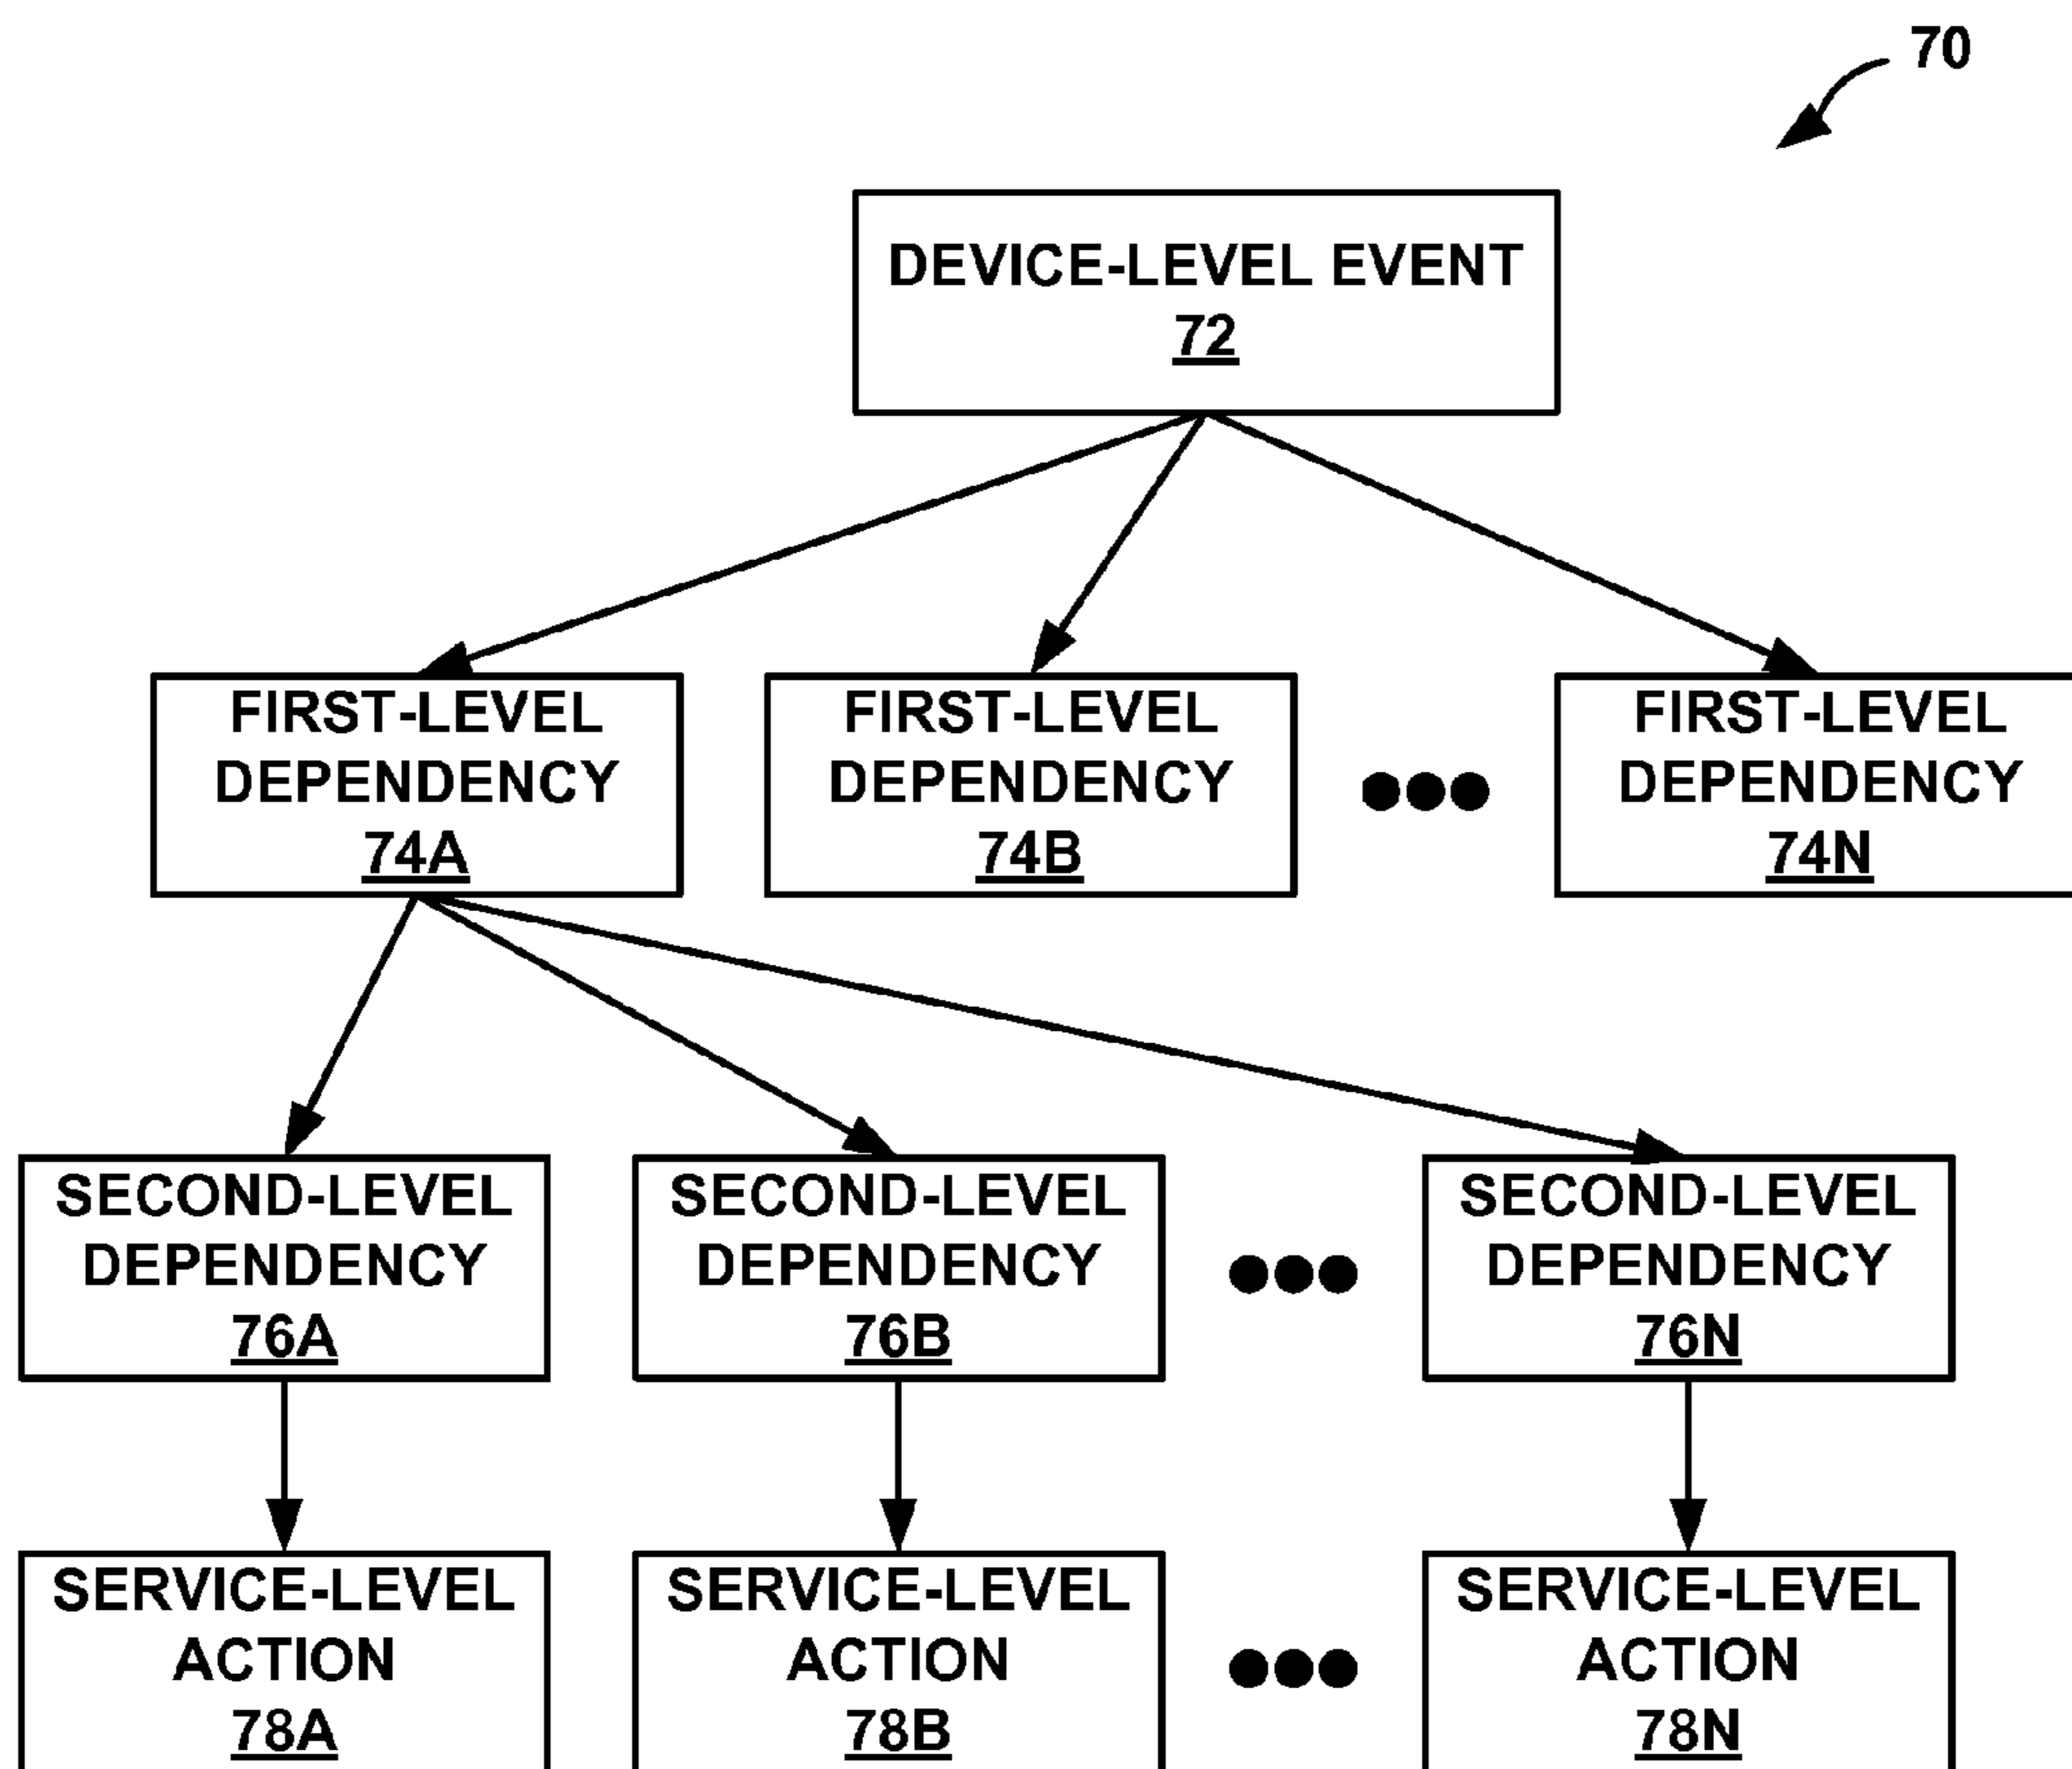 70
DEVICE-LEVEL EVENT
72
FIRST-LEVEL
DEPENDENCY
74A
FIRST-LEVEL
DEPENDENCY
74B
FIRST-LEVEL
DEPENDENCY
74N
SECOND-LEVEL
DEPENDENCY
76A
SECOND-LEVEL
DEPENDENCY
76B
SECOND-LEVEL
DEPENDENCY
76N
SERVICE-LEVEL
ACTION
78A
SERVICE-LEVEL
ACTION
78B
SERVICE-LEVEL
ACTION
78N